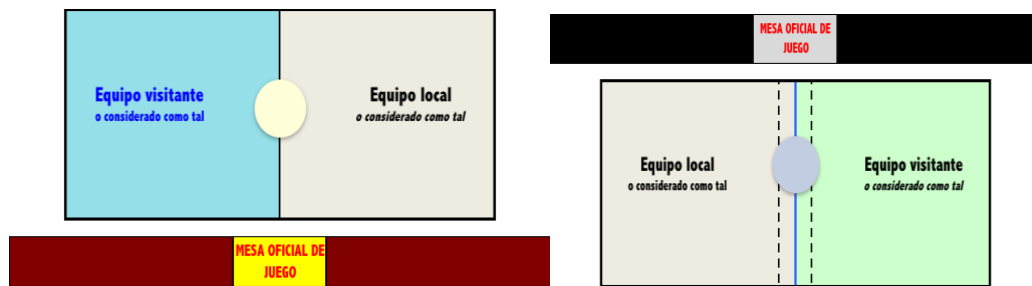 Equipo visitante
o considerado como tal
Equipo local
o considerado como tal
MESA OFICIAL DE
JUEGO
MESA OFICIAL DE
JUEGO
Equipo local
o considerado como tal
Equipo visitante
o considerado como tal